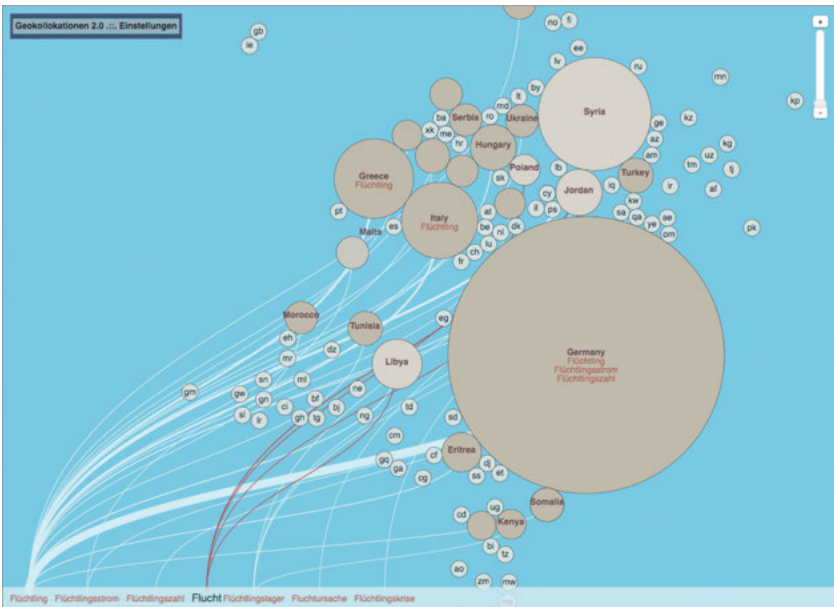 Geokollokationen 2.0 .::. Einstellungen
+
-
gb
ie
no
fi
ee
lv
ru
mn
by
lt
md
kp
Syria
ba
Serbia
ro
Ukraine
xk
me
hr
Hungary
ge
kz
az
kg
am
uz
tm
tj
Greece
Flüchtling
sk
Poland
lb
Turkey
cy
Jordan
iq
ir
af
pt
Italy
Flüchtling
at
il
ps
kw
sa
qa
ae
ye
om
pk
Malta
es
be
nl
dk
lu
ch
fr
Morocco
Tunisia
eg
eh
mr
dz
Libya
Germany
Flüchtling
Flüchtlingsstrom
Flüchtlingszahl
gm
gw
sn
ml
ne
gn
bf
ci
bj
sl
lr
gh
tg
ng
td
sd
cm
gq
ga
cf
cg
Eritrea
dj
ss
et
Somalia
ug
cd
Kenya
bi
tz
ao
zm
mw
Flüchtling Flüchtlingsstrom Flüchtlingszahl Flucht Flüchtlingslager Fluchtursache Flüchtlingskrise